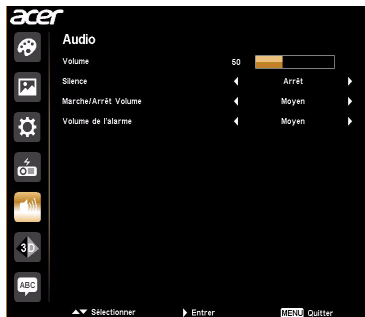 acer
Audio
Volume 50
Silence Arrêt
Marche/Arrêt Volume Moyen
Volume de l'alarme Moyen
3D
ABC
Sélectionner Entrer MENU Quitter